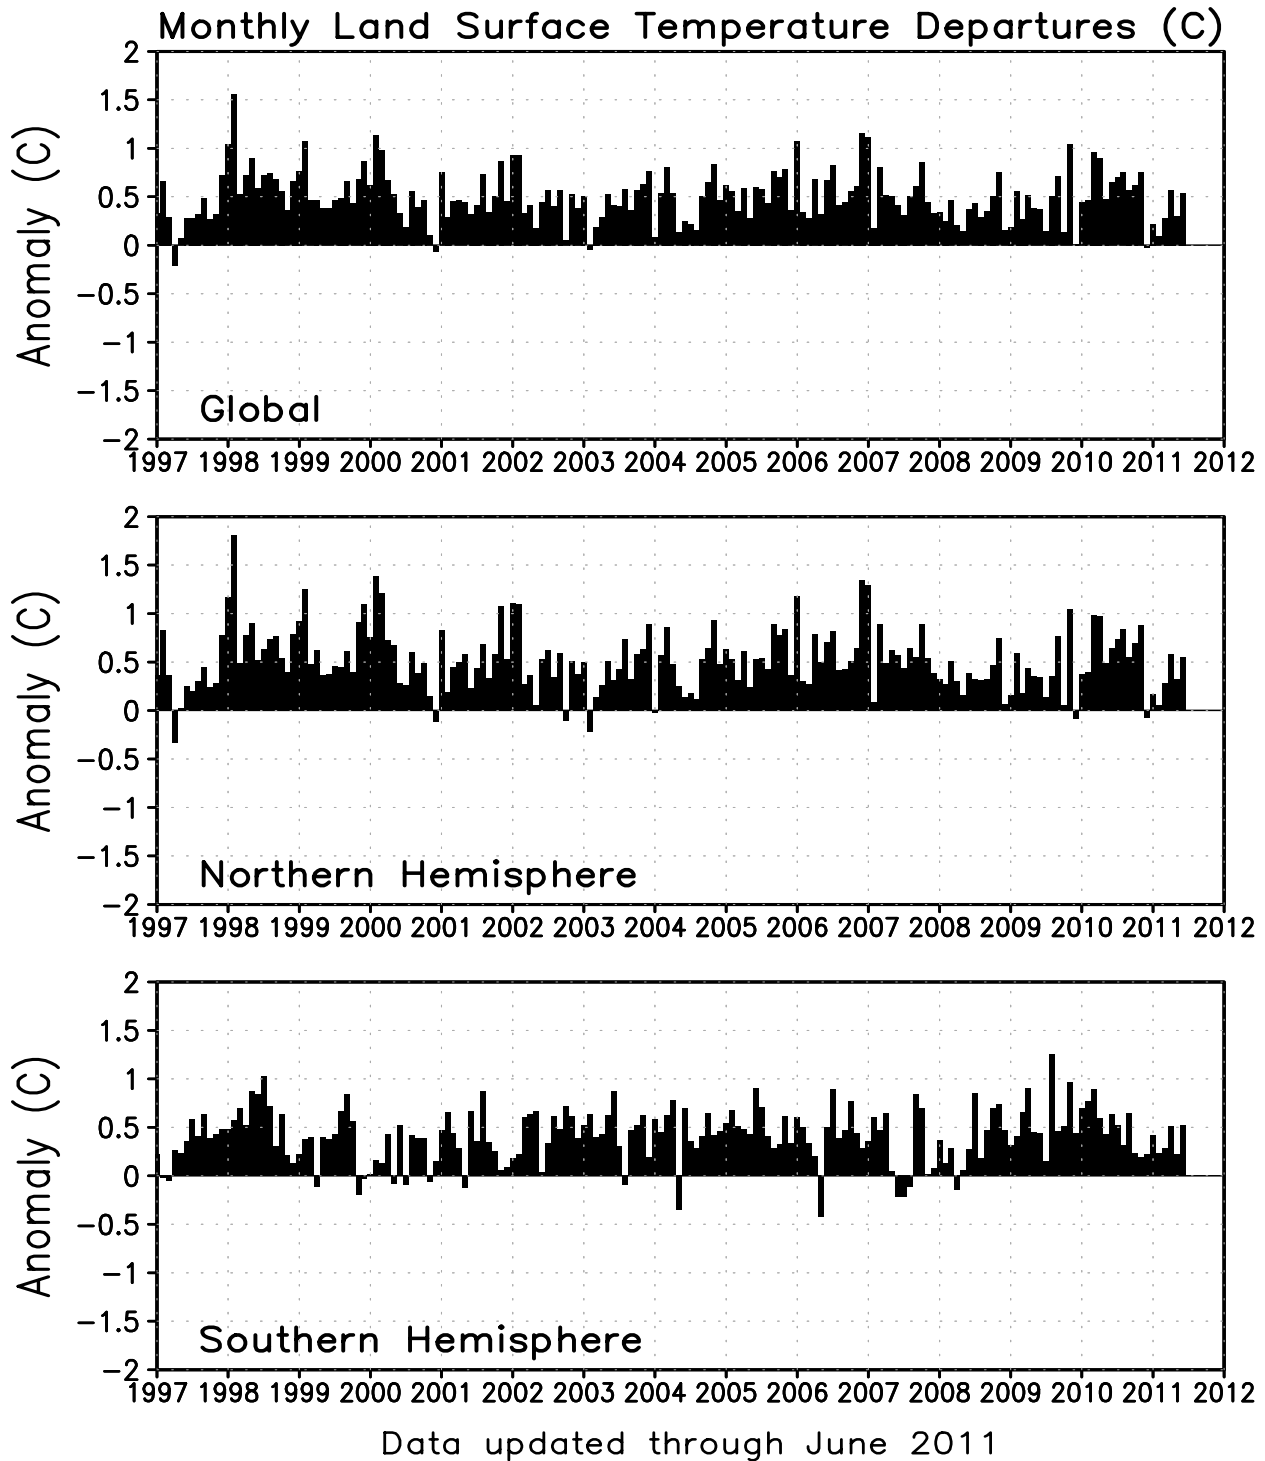 Monthly Land Surface Temperature Departures (C)
2
1.5
1
0.5
0
−0.5
−1
−1.5
−2
Anomaly (C)
Global
1997 1998 1999 2000 2001 2002 2003 2004 2005 2006 2007 2008 2009 2010 2011 2012
2
1.5
1
0.5
0
−0.5
−1
−1.5
−2
Anomaly (C)
Northern Hemisphere
1997 1998 1999 2000 2001 2002 2003 2004 2005 2006 2007 2008 2009 2010 2011 2012
2
1.5
1
0.5
0
−0.5
−1
−1.5
−2
Anomaly (C)
Southern Hemisphere
1997 1998 1999 2000 2001 2002 2003 2004 2005 2006 2007 2008 2009 2010 2011 2012
Data updated through June 2011